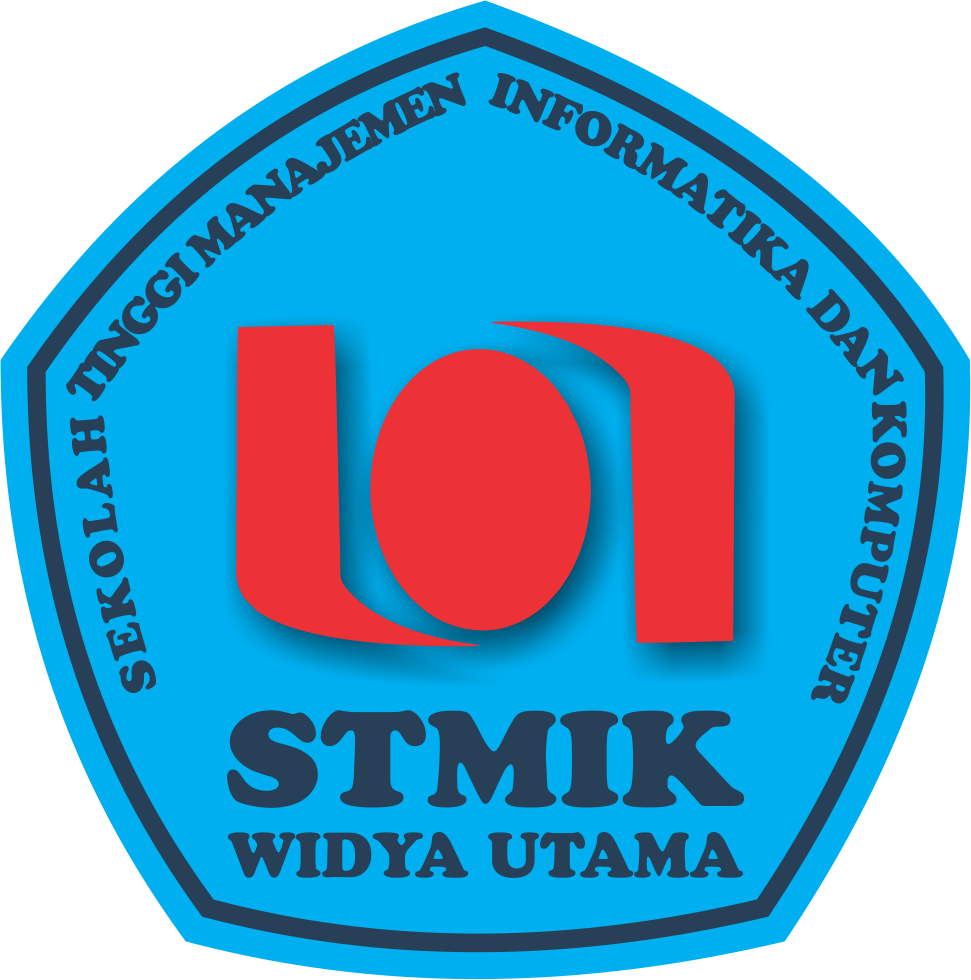 SEKOLAH TINGGI MANAJEMEN INFORMATIKA DAN KOMPUTER
STMIK
WIDYA UTAMA